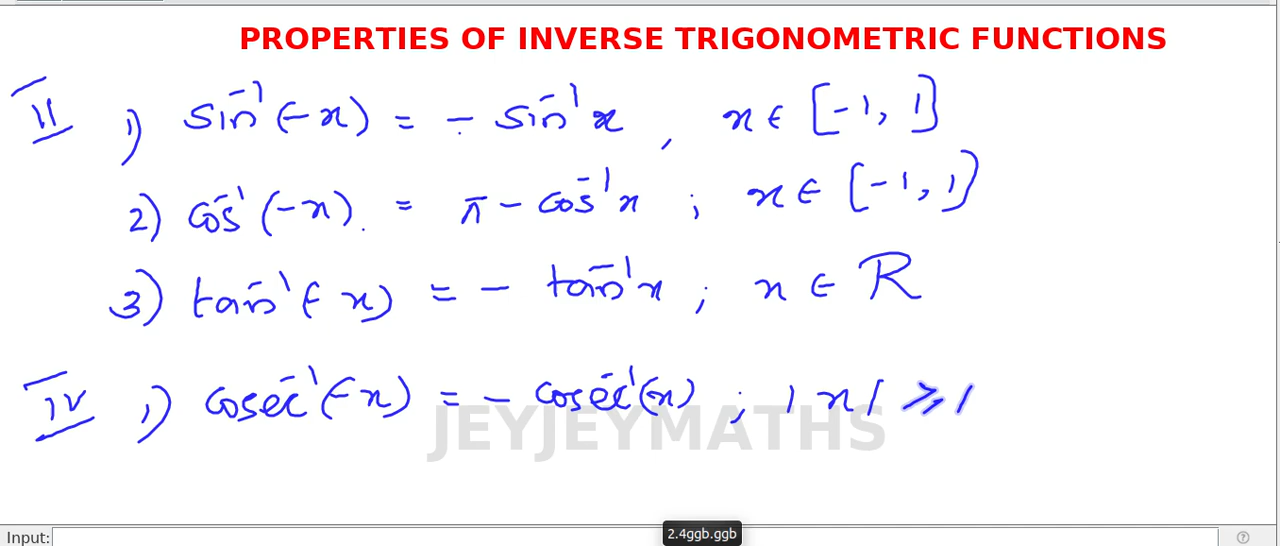 PROPERTIES OF INVERSE TRIGONOMETRIC FUNCTIONS
II 1) sin⁻¹(-x) = - sin⁻¹x , x ∈ [-1, 1]
2) cos⁻¹(-x) = π - cos⁻¹x ; x ∈ [-1, 1]
3) tan⁻¹(-x) = - tan⁻¹x ; x ∈ R
IV 1) cosec⁻¹(-x) = - cosec⁻¹(x) ; |x| ≥ 1
JEYJEYMATHS
2.4ggb.ggb
Input: